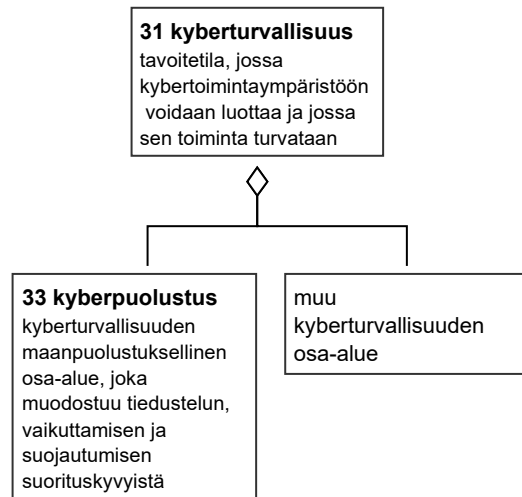 31 kyberturvallisuus
tavoitetila, jossa
kybertoimintaympäristöön
voidaan luottaa ja jossa
sen toiminta turvataan
33 kyberpuolustus
kyberturvallisuuden
maanpuolustuksellinen
osa-alue, joka
muodostuu tiedustelun,
vaikuttamisen ja
suojautumisen
suorituskyvyistä
muu
kyberturvallisuuden
osa-alue